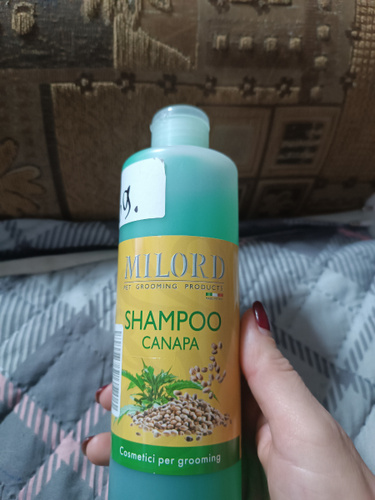 g.
MILORD
PET GROOMING PRODUCTS
SHAMPOO
CANAPA
Cosmetici per grooming